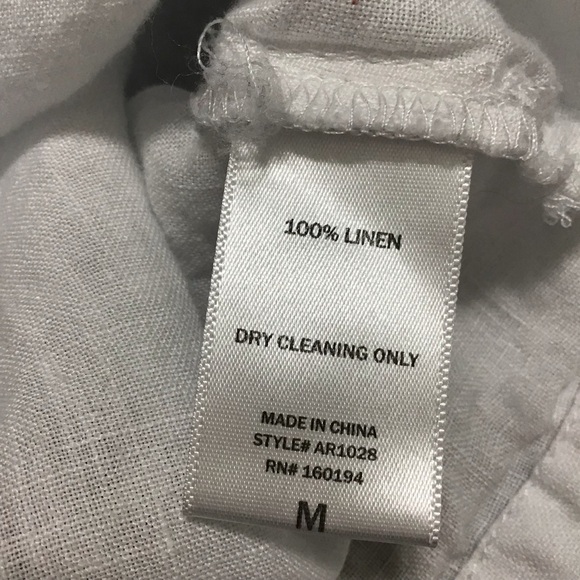 100% LINEN
DRY CLEANING ONLY
MADE IN CHINA
STYLE# AR1028
RN# 160194
M